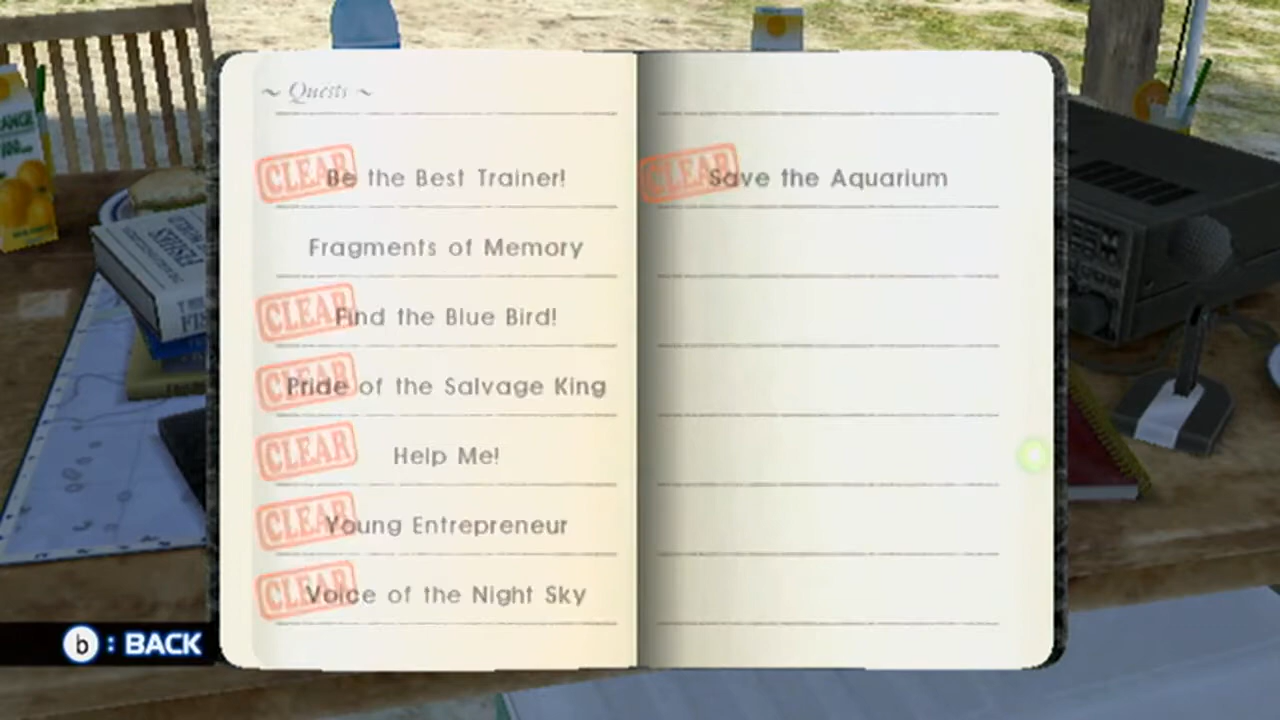 ~ Quests ~
CLEAR Be the Best Trainer!
Fragments of Memory
CLEAR Find the Blue Bird!
CLEAR Pride of the Salvage King
CLEAR Help Me!
CLEAR Young Entrepreneur
CLEAR Voice of the Night Sky
CLEAR Save the Aquarium
b : BACK